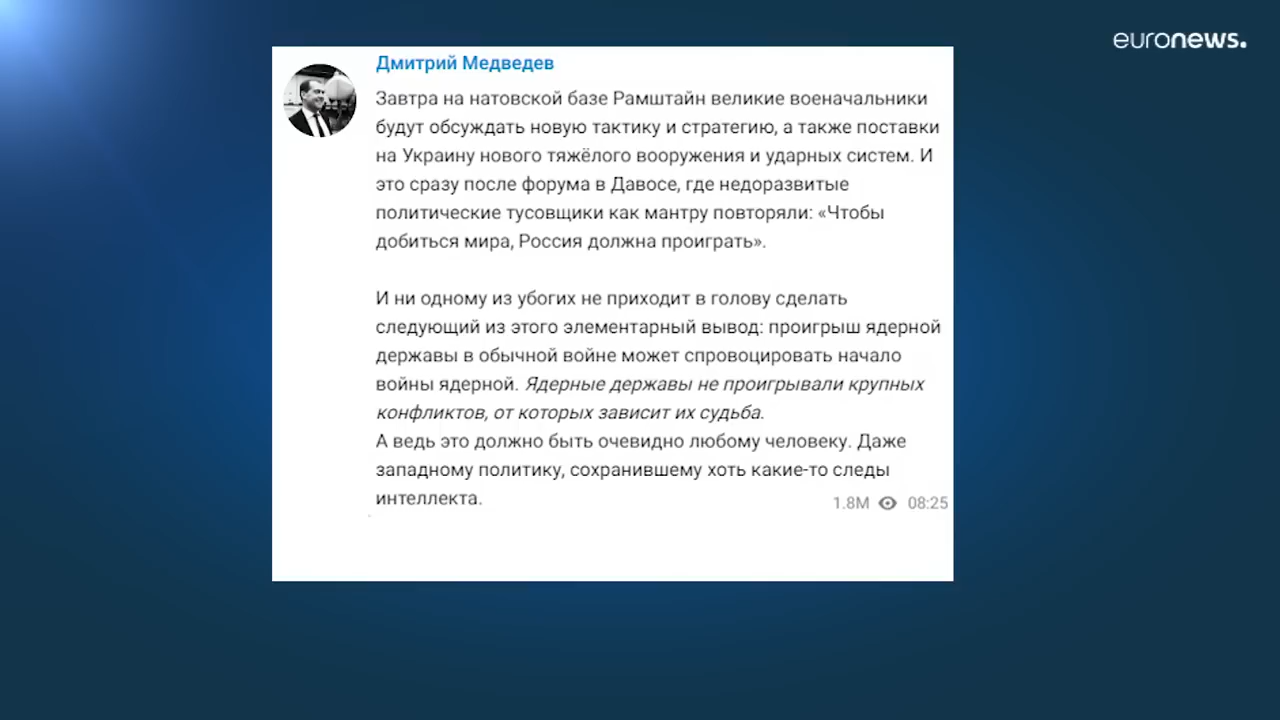 euronews.
Дмитрий Медведев
Завтра на натовской базе Рамштайн великие военачальники
будут обсуждать новую тактику и стратегию, а также поставки
на Украину нового тяжёлого вооружения и ударных систем. И
это сразу после форума в Давосе, где недоразвитые
политические тусовщики как мантру повторяли: «Чтобы
добиться мира, Россия должна проиграть».
И ни одному из убогих не приходит в голову сделать
следующий из этого элементарный вывод: проигрыш ядерной
державы в обычной войне может спровоцировать начало
войны ядерной. Ядерные державы не проигрывали крупных
конфликтов, от которых зависит их судьба.
А ведь это должно быть очевидно любому человеку. Даже
западному политику, сохранившему хоть какие-то следы
интеллекта.
1.8M 08:25